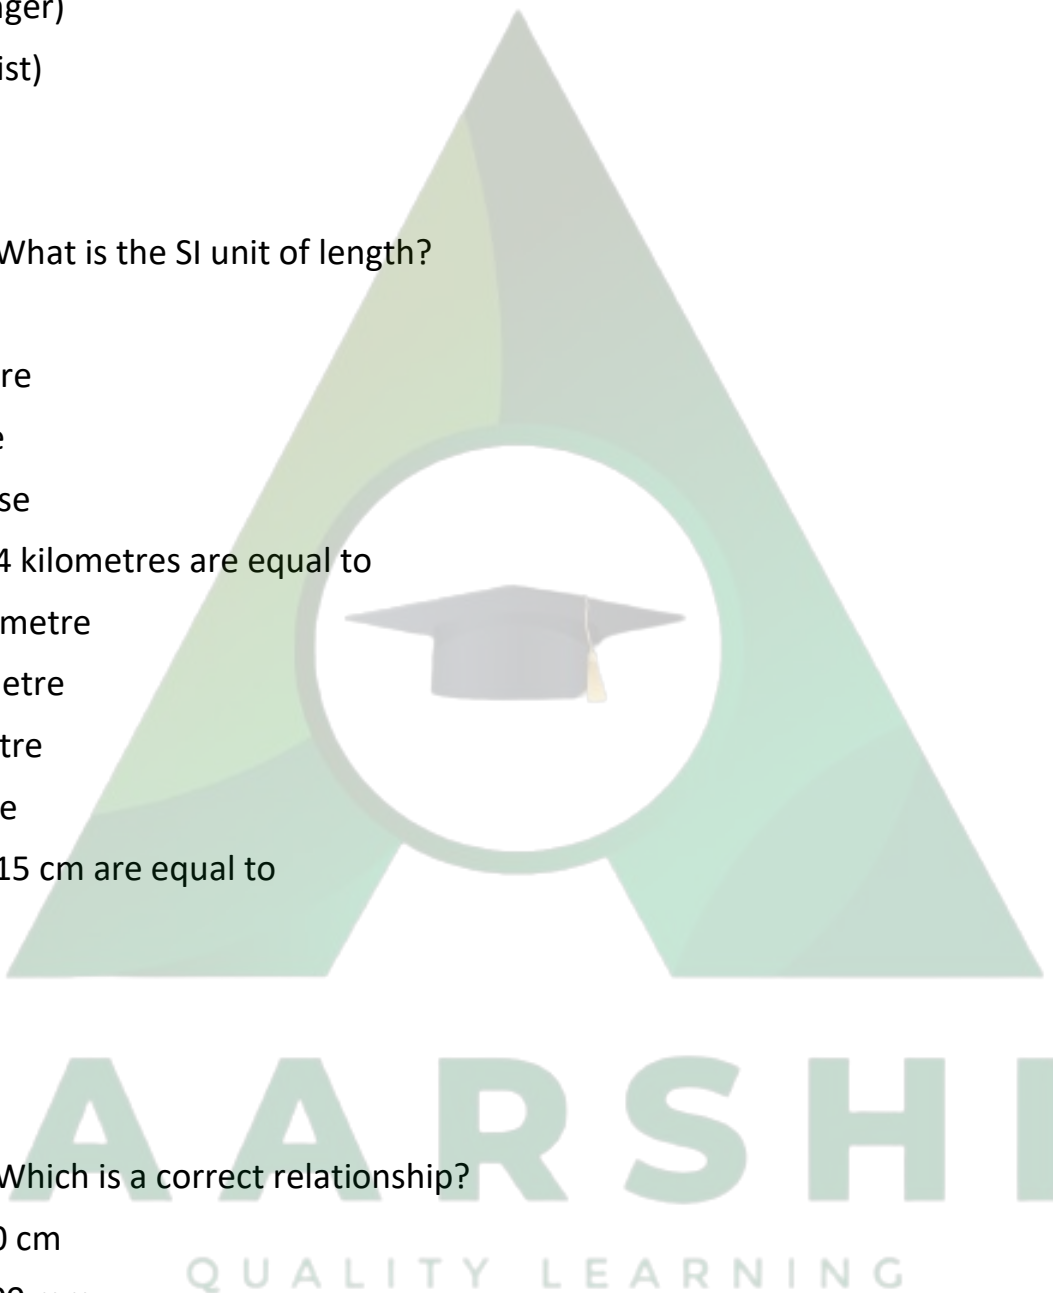 ger)
ist)
What is the SI unit of length?
re
e
se
4 kilometres are equal to
metre
etre
tre
e
15 cm are equal to
AARSHI
Which is a correct relationship?
0 cm
QUALITY LEARNING